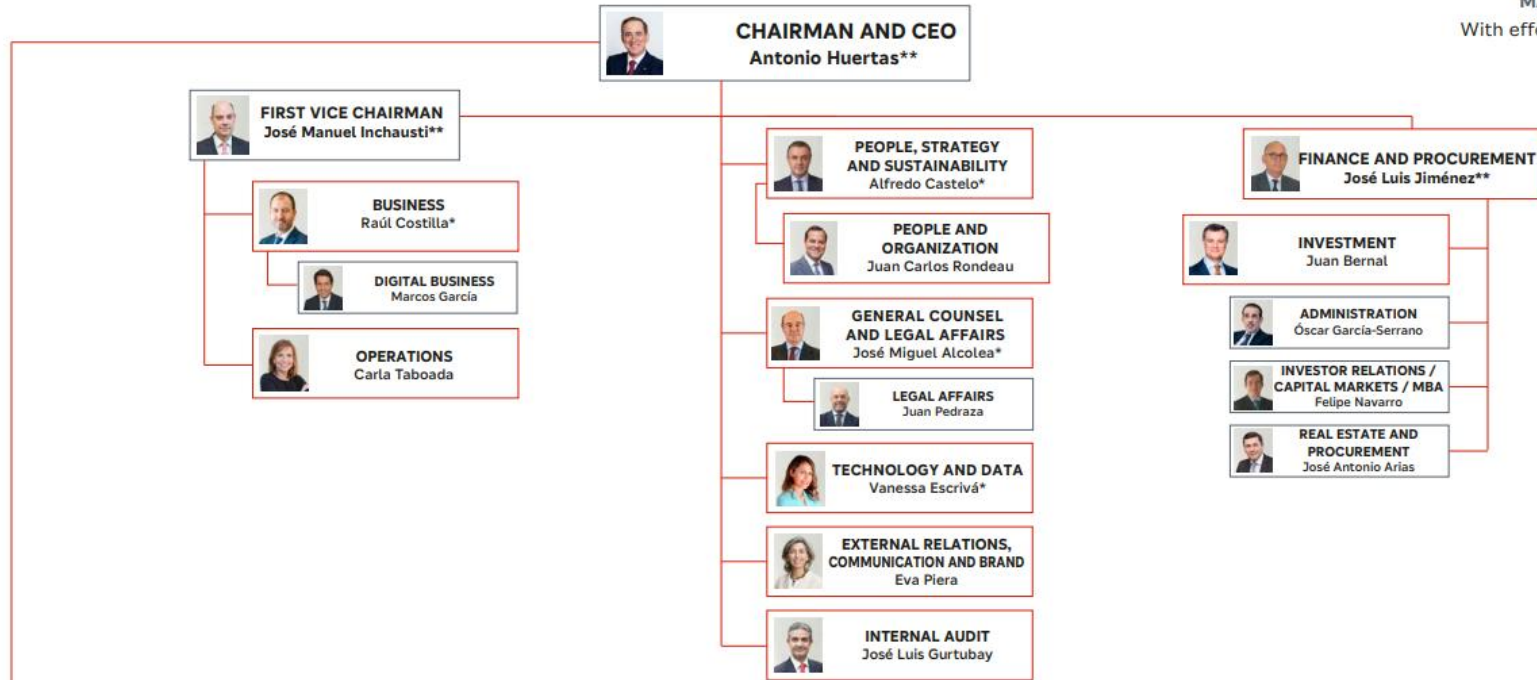 CHAIRMAN AND CEO
Antonio Huertas**
With
FIRST VICE CHAIRMAN
José Manuel Inchausti**
BUSINESS
Raúl Costilla*
DIGITAL BUSINESS
Marcos García
OPERATIONS
Carla Taboada
PEOPLE, STRATEGY
AND SUSTAINABILITY
Alfredo Castelo*
PEOPLE AND
ORGANIZATION
Juan Carlos Rondeau
GENERAL COUNSEL
AND LEGAL AFFAIRS
José Miguel Alcolea*
LEGAL AFFAIRS
Juan Pedraza
TECHNOLOGY AND DATA
Vanessa Escrivá*
EXTERNAL RELATIONS,
COMMUNICATION AND BRAND
Eva Piera
INTERNAL AUDIT
José Luis Gurtubay
FINANCE AND PROCUREMENT
José Luis Jiménez**
INVESTMENT
Juan Bernal
ADMINISTRATION
Óscar García-Serrano
INVESTOR RELATIONS /
CAPITAL MARKETS / MBA
Felipe Navarro
REAL ESTATE AND
PROCUREMENT
José Antonio Arias